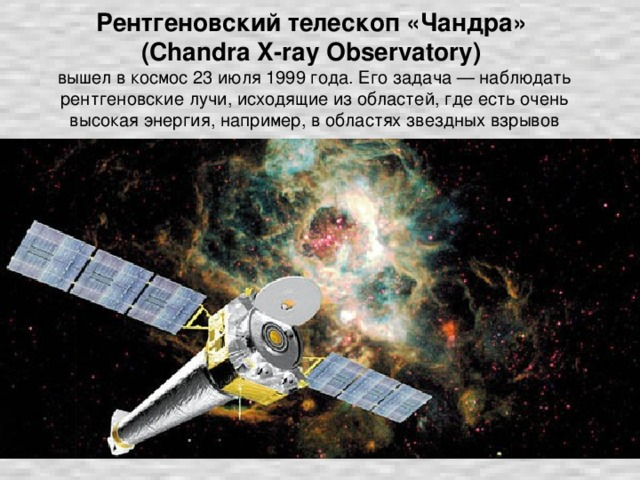 Рентгеновский телескоп «Чандра»
(Chandra X-ray Observatory)
вышел в космос 23 июля 1999 года. Его задача — наблюдать
рентгеновские лучи, исходящие из областей, где есть очень
высокая энергия, например, в областях звездных взрывов